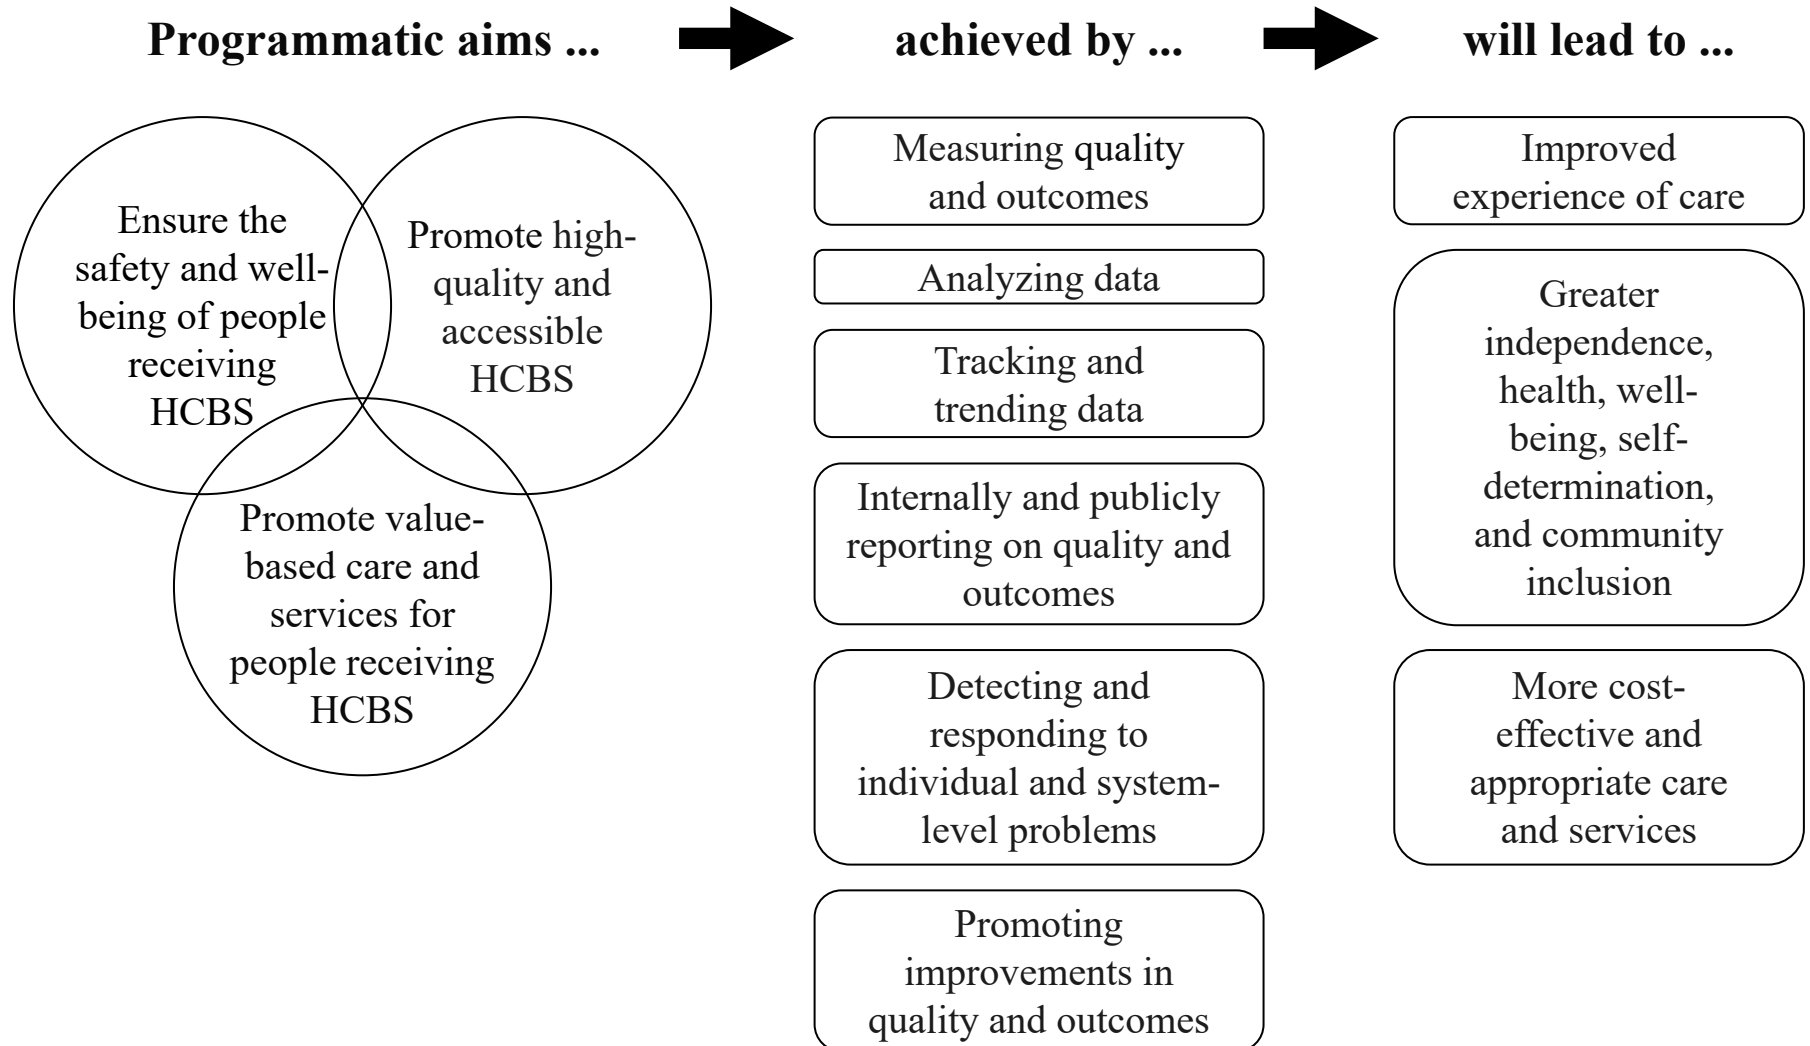 Programmatic aims ...
achieved by ...
will lead to ...
Ensure the
safety and well-
being of people
receiving
HCBS
Promote high-
quality and
accessible
HCBS
Promote value-
based care and
services for
people receiving
HCBS
Measuring quality
and outcomes
Analyzing data
Tracking and
trending data
Internally and publicly
reporting on quality and
outcomes
Detecting and
responding to
individual and system-
level problems
Promoting
improvements in
quality and outcomes
Improved
experience of care
Greater
independence,
health, well-
being, self-
determination,
and community
inclusion
More cost-
effective and
appropriate care
and services